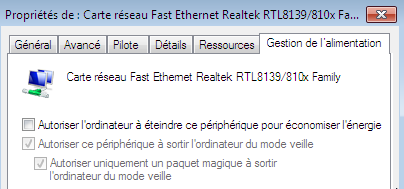 Propriétés de : Carte réseau Fast Ethernet Realtek RTL8139/810x Fam...
Général Avancé Pilote Détails Ressources Gestion de l'alimentation
Carte réseau Fast Ethernet Realtek RTL8139/810x Family
Autoriser l'ordinateur à éteindre ce périphérique pour économiser l'énergie
Autoriser ce périphérique à sortir l'ordinateur du mode veille
Autoriser uniquement un paquet magique à sortir
l'ordinateur du mode veille